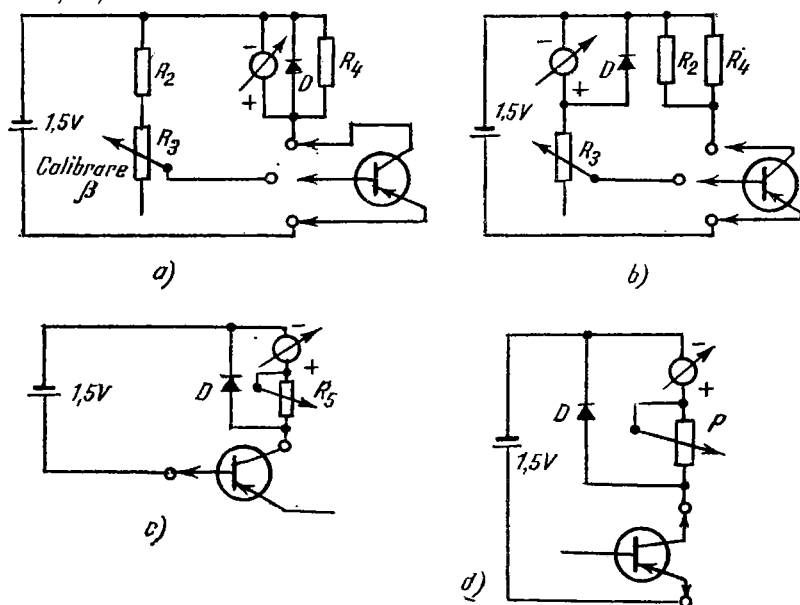 R2
R3
Calibrare
β
1,5V
-
+
D
R4
a)
1,5V
-
+
D
R2
R4
R3
b)
1,5V
D
-
+
R5
c)
1,5V
D
-
+
P
d)